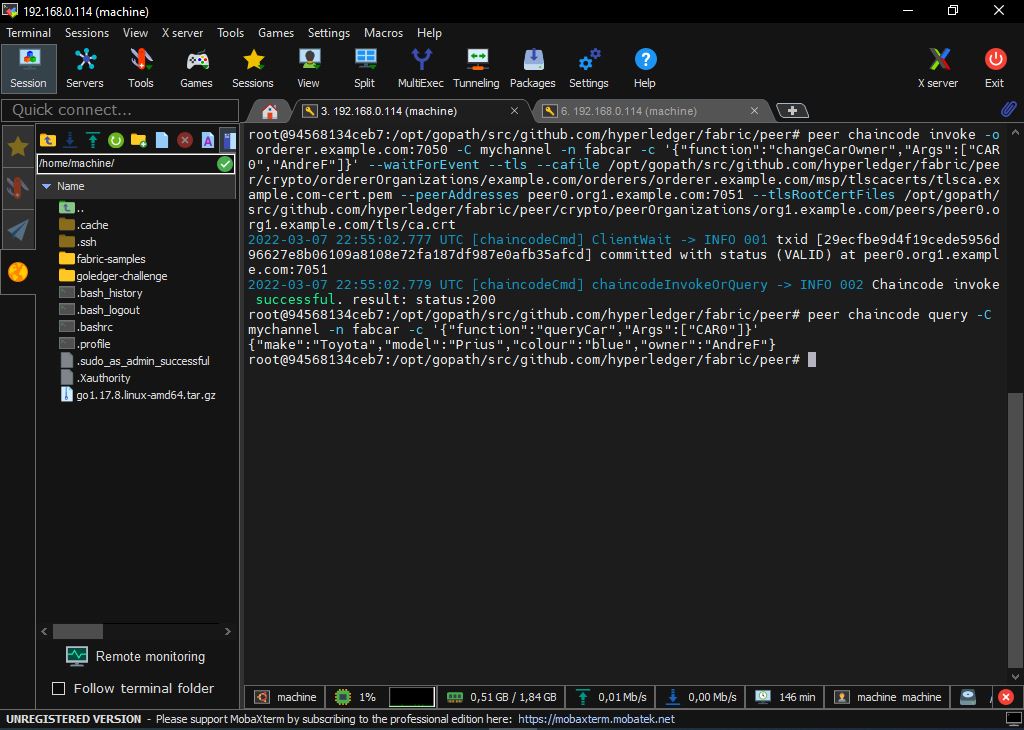 192.168.0.114 (machine)
Terminal Sessions View X server Tools Games Settings Macros Help
Session Servers Tools Games Sessions View Split MultiExec Tunneling Packages Settings Help X server Exit
Quick connect...
3. 192.168.0.114 (machine)
6. 192.168.0.114 (machine)
/home/machine/
Name
..
.cache
.ssh
fabric-samples
goledger-challenge
.bash_history
.bash_logout
.bashrc
.profile
.sudo_as_admin_successful
.Xauthority
go1.17.8.linux-amd64.tar.gz
Remote monitoring
Follow terminal folder
root@94568134ceb7:/opt/gopath/src/github.com/hyperledger/fabric/peer# peer chaincode invoke -o
orderer.example.com:7050 -C mychannel -n fabcar -c '{"function":"changeCarOwner","Args":["CAR
0","AndreF"]}' --waitForEvent --tls --cafile /opt/gopath/src/github.com/hyperledger/fabric/pee
r/crypto/ordererOrganizations/example.com/orderers/orderer.example.com/msp/tlscacerts/tlsca.ex
ample.com-cert.pem --peerAddresses peer0.org1.example.com:7051 --tlsRootCertFiles /opt/gopath/
src/github.com/hyperledger/fabric/peer/crypto/peerOrganizations/org1.example.com/peers/peer0.o
rg1.example.com/tls/ca.crt
2022-03-07 22:55:02.777 UTC [chaincodeCmd] ClientWait -> INFO 001 txid [29ecfbe9d4f19cede5956d
96627e8b06109a8108e72fa187df987e0afb35afcd] committed with status (VALID) at peer0.org1.exampl
e.com:7051
2022-03-07 22:55:02.779 UTC [chaincodeCmd] chaincodeInvokeOrQuery -> INFO 002 Chaincode invoke
successful. result: status:200
root@94568134ceb7:/opt/gopath/src/github.com/hyperledger/fabric/peer# peer chaincode query -C
mychannel -n fabcar -c '{"function":"queryCar","Args":["CAR0"]}'
{"make":"Toyota","model":"Prius","colour":"blue","owner":"AndreF"}
root@94568134ceb7:/opt/gopath/src/github.com/hyperledger/fabric/peer#
machine 1% 0,51 GB / 1,84 GB 0,01 Mb/s 0,00 Mb/s 146 min machine machine /
UNREGISTERED VERSION - Please support MobaXterm by subscribing to the professional edition here: https://mobaxterm.mobatek.net